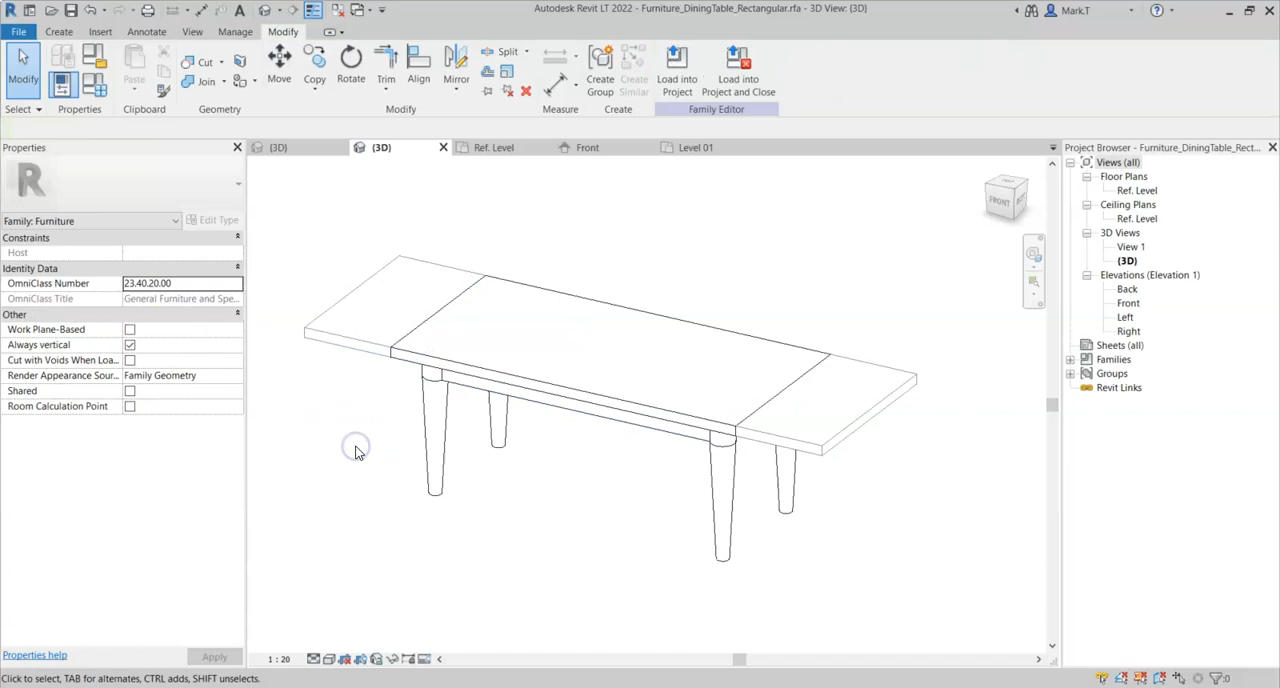 Autodesk Revit LT 2022 - Furniture_DiningTable_Rectangular.rfa - 3D View: {3D}
Mark.T
File Create Insert Annotate View Manage Modify
Modify
Select
Properties
Paste
Clipboard
Cut
Join
Geometry
Move
Copy
Rotate
Trim
Align
Mirror
Split
Modify
Measure
Create Group
Create Similar
Create
Load into Project
Load into Project and Close
Family Editor
Properties
{3D}
{3D}
Ref. Level
Front
Level 01
Project Browser - Furniture_DiningTable_Rect...
Family: Furniture
Edit Type
Constraints
Host
Identity Data
OmniClass Number 23.40.20.00
OmniClass Title General Furniture and Spe...
Other
Work Plane-Based
Always vertical
Cut with Voids When Loa...
Render Appearance Sour... Family Geometry
Shared
Room Calculation Point
Properties help
Apply
FRONT
Views (all)
Floor Plans
Ref. Level
Ceiling Plans
Ref. Level
3D Views
View 1
{3D}
Elevations (Elevation 1)
Back
Front
Left
Right
Sheets (all)
Families
Groups
Revit Links
1 : 20
Click to select, TAB for alternates, CTRL adds, SHIFT unselects.
:0